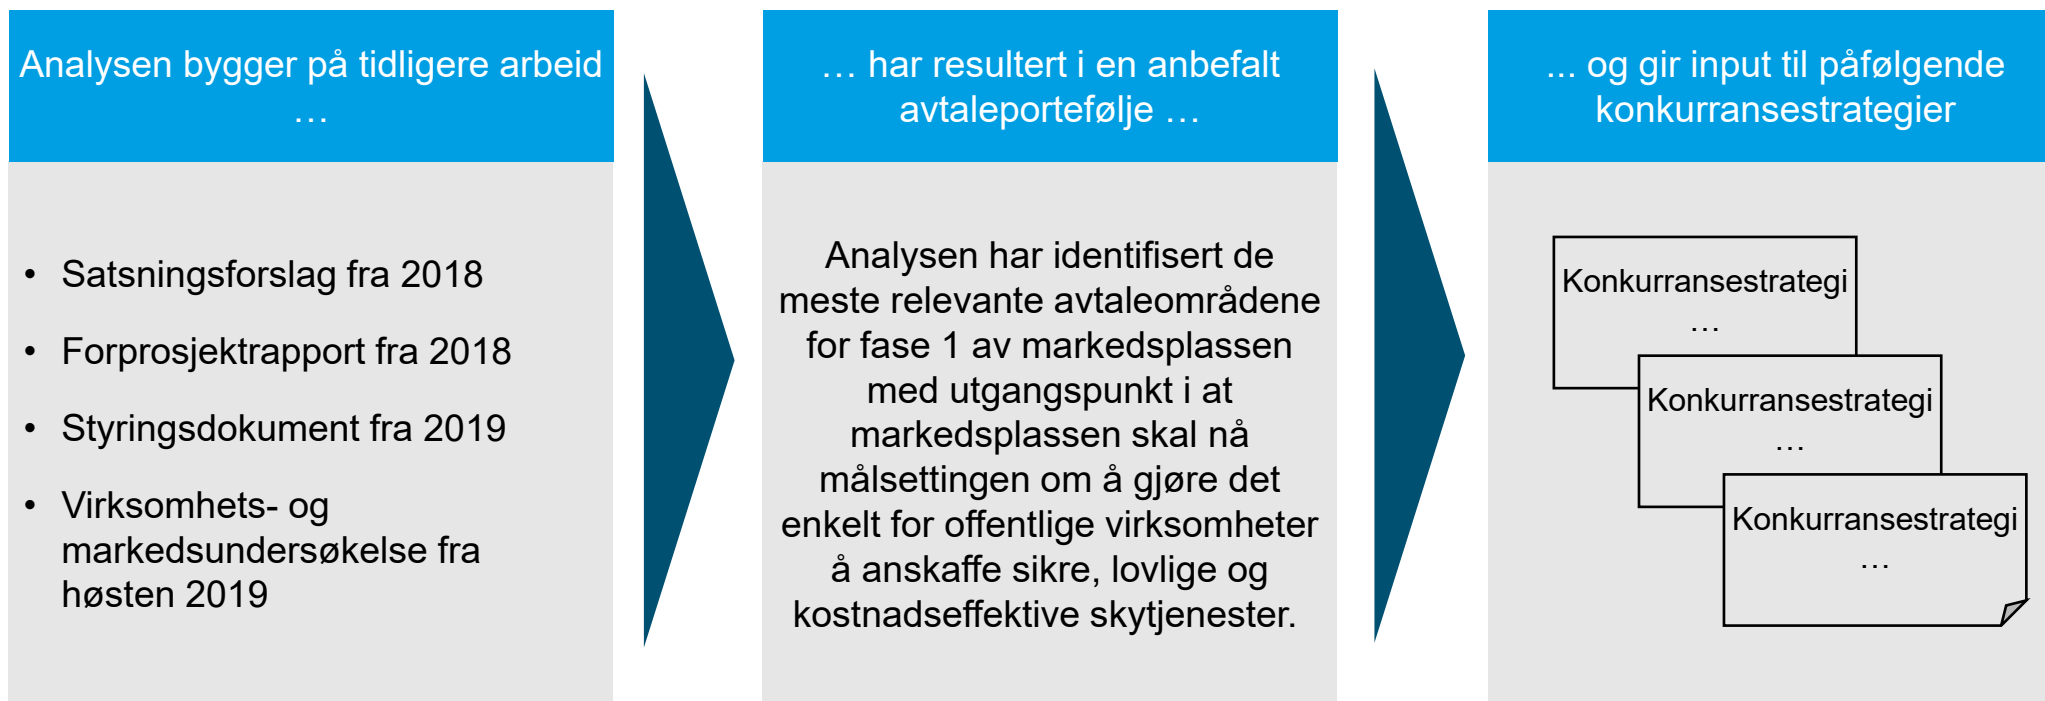 Analysen bygger på tidligere arbeid
…
• Satsningsforslag fra 2018
• Forprosjektrapport fra 2018
• Styringsdokument fra 2019
• Virksomhets- og
markedsundersøkelse fra
høsten 2019
… har resultert i en anbefalt
avtaleportefølje …
Analysen har identifisert de
meste relevante avtaleområdene
for fase 1 av markedsplassen
med utgangspunkt i at
markedsplassen skal nå
målsettingen om å gjøre det
enkelt for offentlige virksomheter
å anskaffe sikre, lovlige og
kostnadseffektive skytjenester.
... og gir input til påfølgende
konkurransestrategier
Konkurransestrategi
…
Konkurransestrategi
…
Konkurransestrategi
…